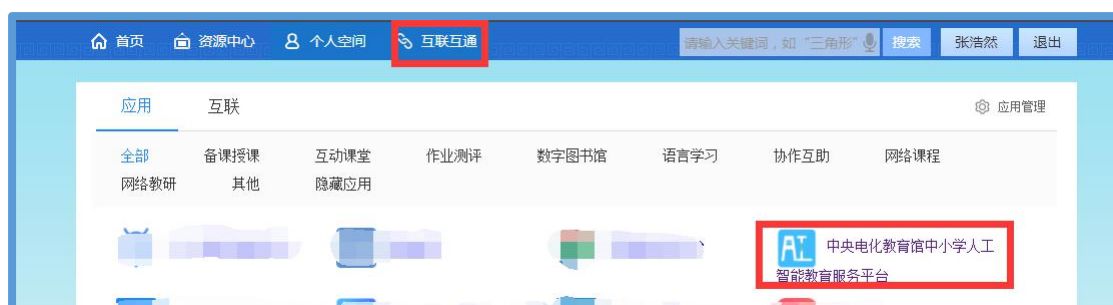 首页 资源中心 个人空间 互联互通 请输入关键词，如 "三角形" 搜索 张浩然 退出
应用 互联 应用管理
全部 备课授课 互动课堂 作业测评 数字图书馆 语言学习 协作互助 网络课程
网络教研 其他 隐藏应用
AI 中央电化教育馆中小学人工
智能教育服务平台